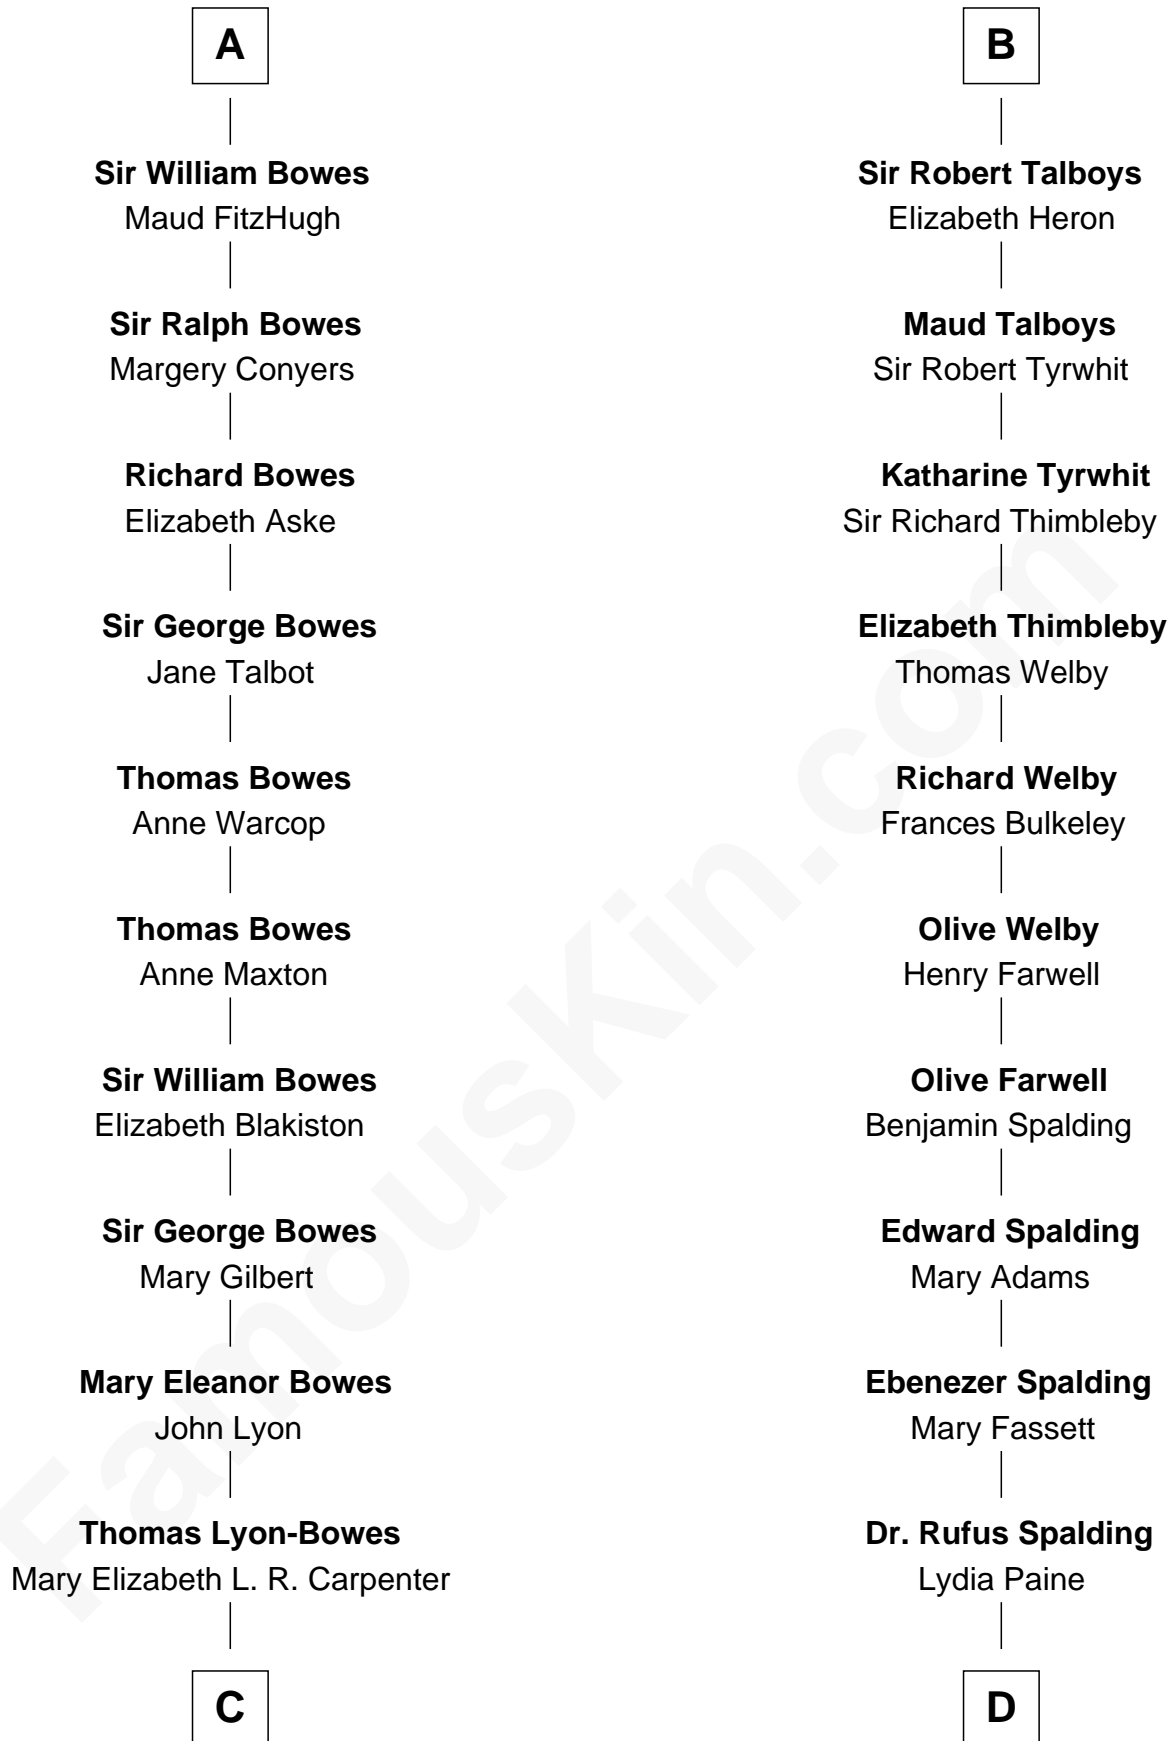 A
Sir William Bowes
Maud FitzHugh
Sir Ralph Bowes
Margery Conyers
Richard Bowes
Elizabeth Aske
Sir George Bowes
Jane Talbot
Thomas Bowes
Anne Warcop
Thomas Bowes
Anne Maxton
Sir William Bowes
Elizabeth Blakiston
Sir George Bowes
Mary Gilbert
Mary Eleanor Bowes
John Lyon
Thomas Lyon-Bowes
Mary Elizabeth L. R. Carpenter
C
B
Sir Robert Talboys
Elizabeth Heron
Maud Talboys
Sir Robert Tyrwhit
Katharine Tyrwhit
Sir Richard Thimbleby
Elizabeth Thimbleby
Thomas Welby
Richard Welby
Frances Bulkeley
Olive Welby
Henry Farwell
Olive Farwell
Benjamin Spalding
Edward Spalding
Mary Adams
Ebenezer Spalding
Mary Fassett
Dr. Rufus Spalding
Lydia Paine
D
FamousKin.com